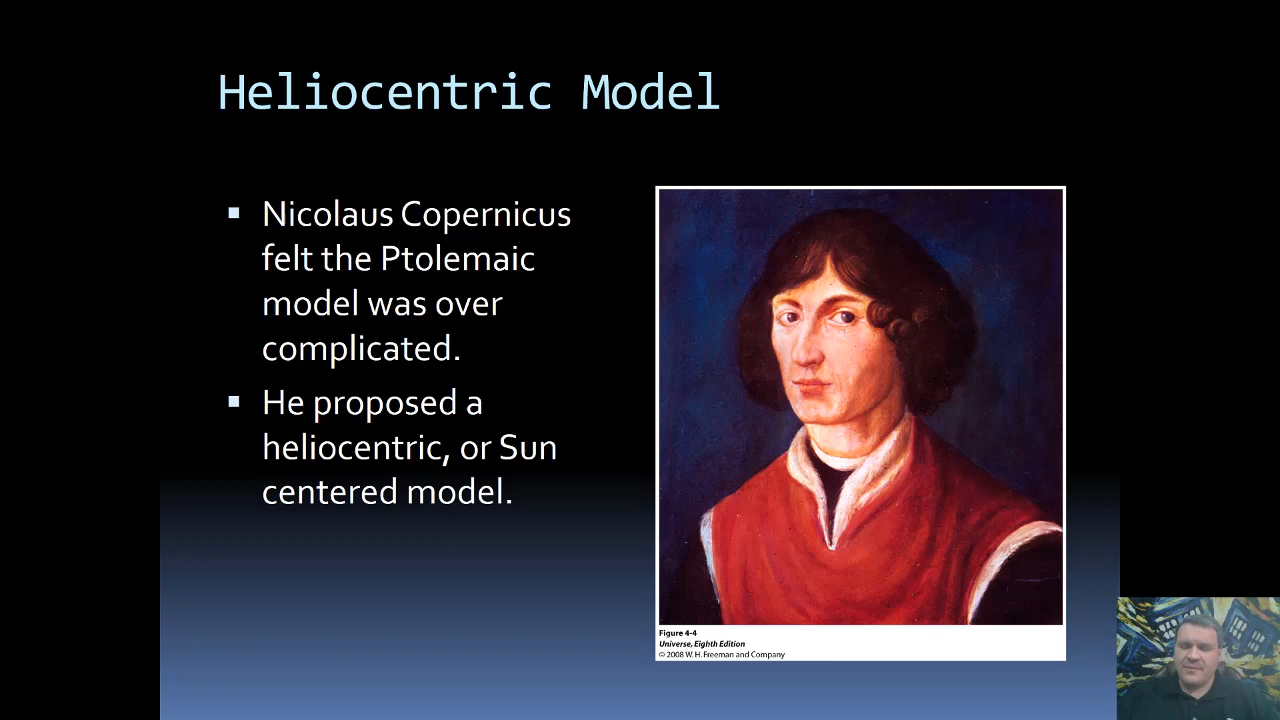 Heliocentric Model
Nicolaus Copernicus
felt the Ptolemaic
model was over
complicated.
He proposed a
heliocentric, or Sun
centered model.
Figure 4-4
Universe, Eighth Edition
© 2008 W. H. Freeman and Company